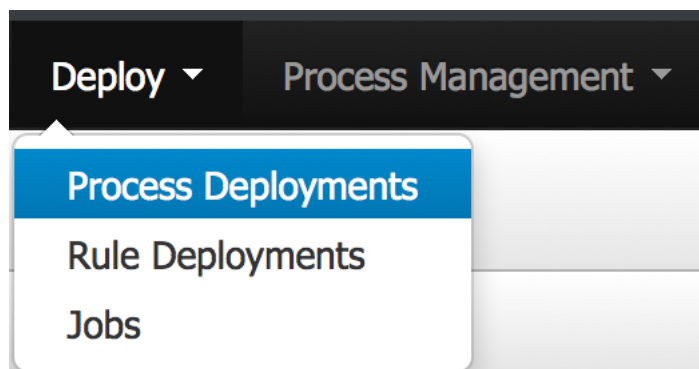 Deploy Process Management
Process Deployments
Rule Deployments
Jobs